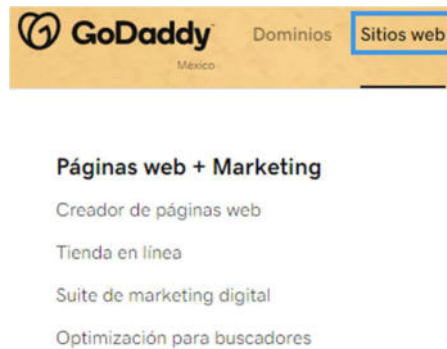 GoDaddy Dominios Sitios web
México
Páginas web + Marketing
Creador de páginas web
Tienda en línea
Suite de marketing digital
Optimización para buscadores